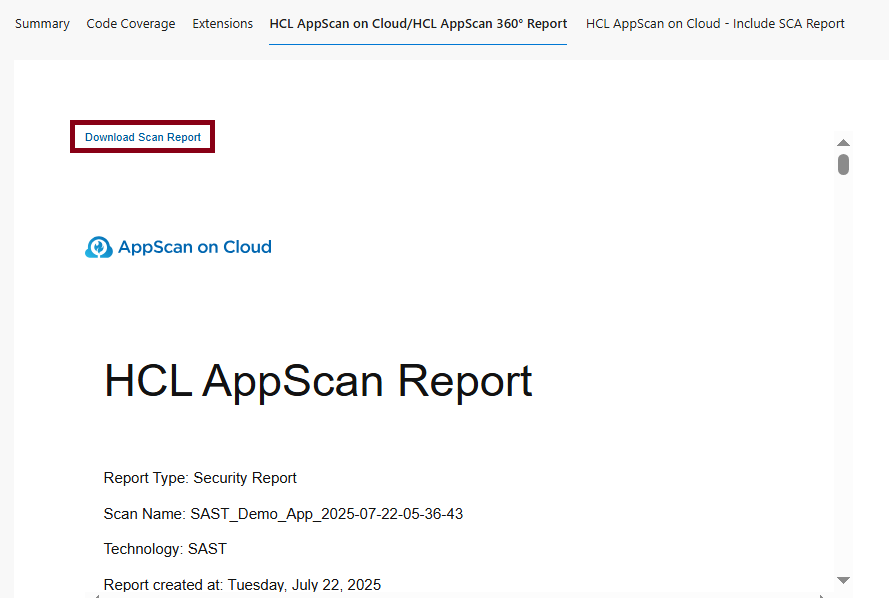 Summary Code Coverage Extensions HCL AppScan on Cloud/HCL AppScan 360° Report HCL AppScan on Cloud - Include SCA Report
Download Scan Report
AppScan on Cloud
HCL AppScan Report
Report Type: Security Report
Scan Name: SAST_Demo_App_2025-07-22-05-36-43
Technology: SAST
Report created at: Tuesday, July 22, 2025